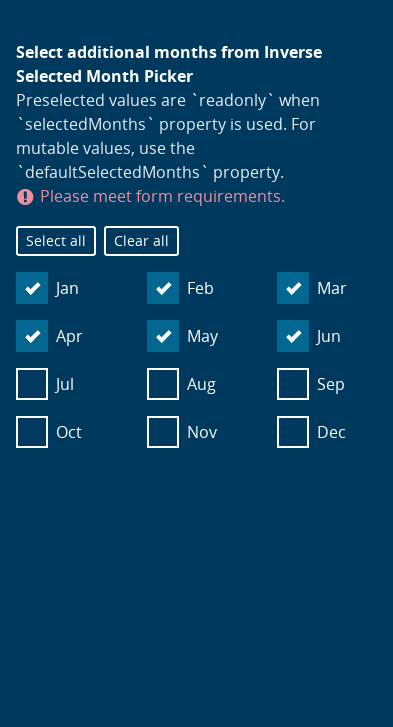 Select additional months from Inverse
Selected Month Picker
Preselected values are `readonly` when
`selectedMonths` property is used. For
mutable values, use the
`defaultSelectedMonths` property.
Please meet form requirements.
Select all Clear all
Jan Feb Mar
Apr May Jun
Jul Aug Sep
Oct Nov Dec